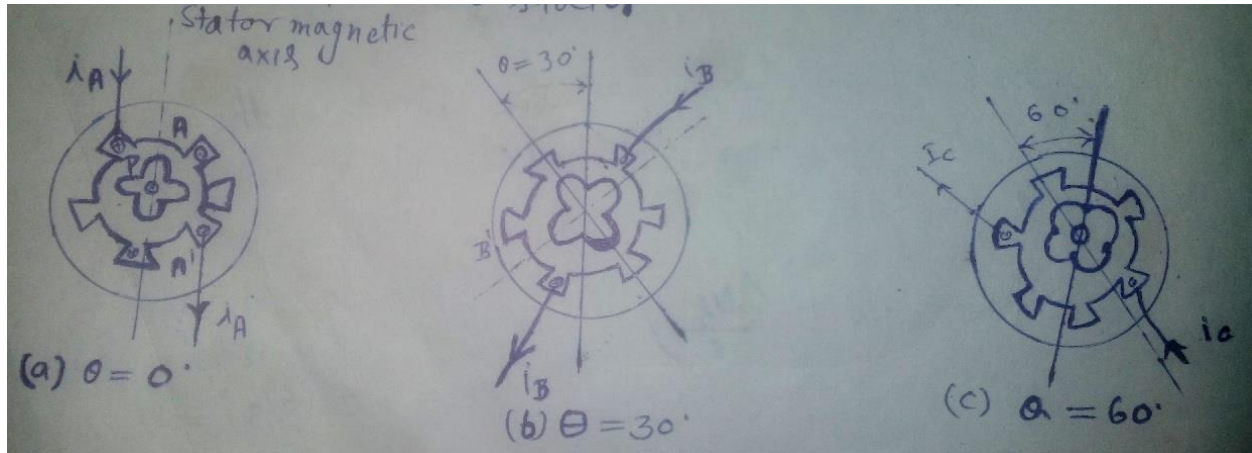 Stator magnetic
axis
iA
A
A'
iA
(a) θ = 0°
θ = 30°
iB
B'
iB
(b) θ = 30°
60°
Ic
ic
(c) θ = 60°